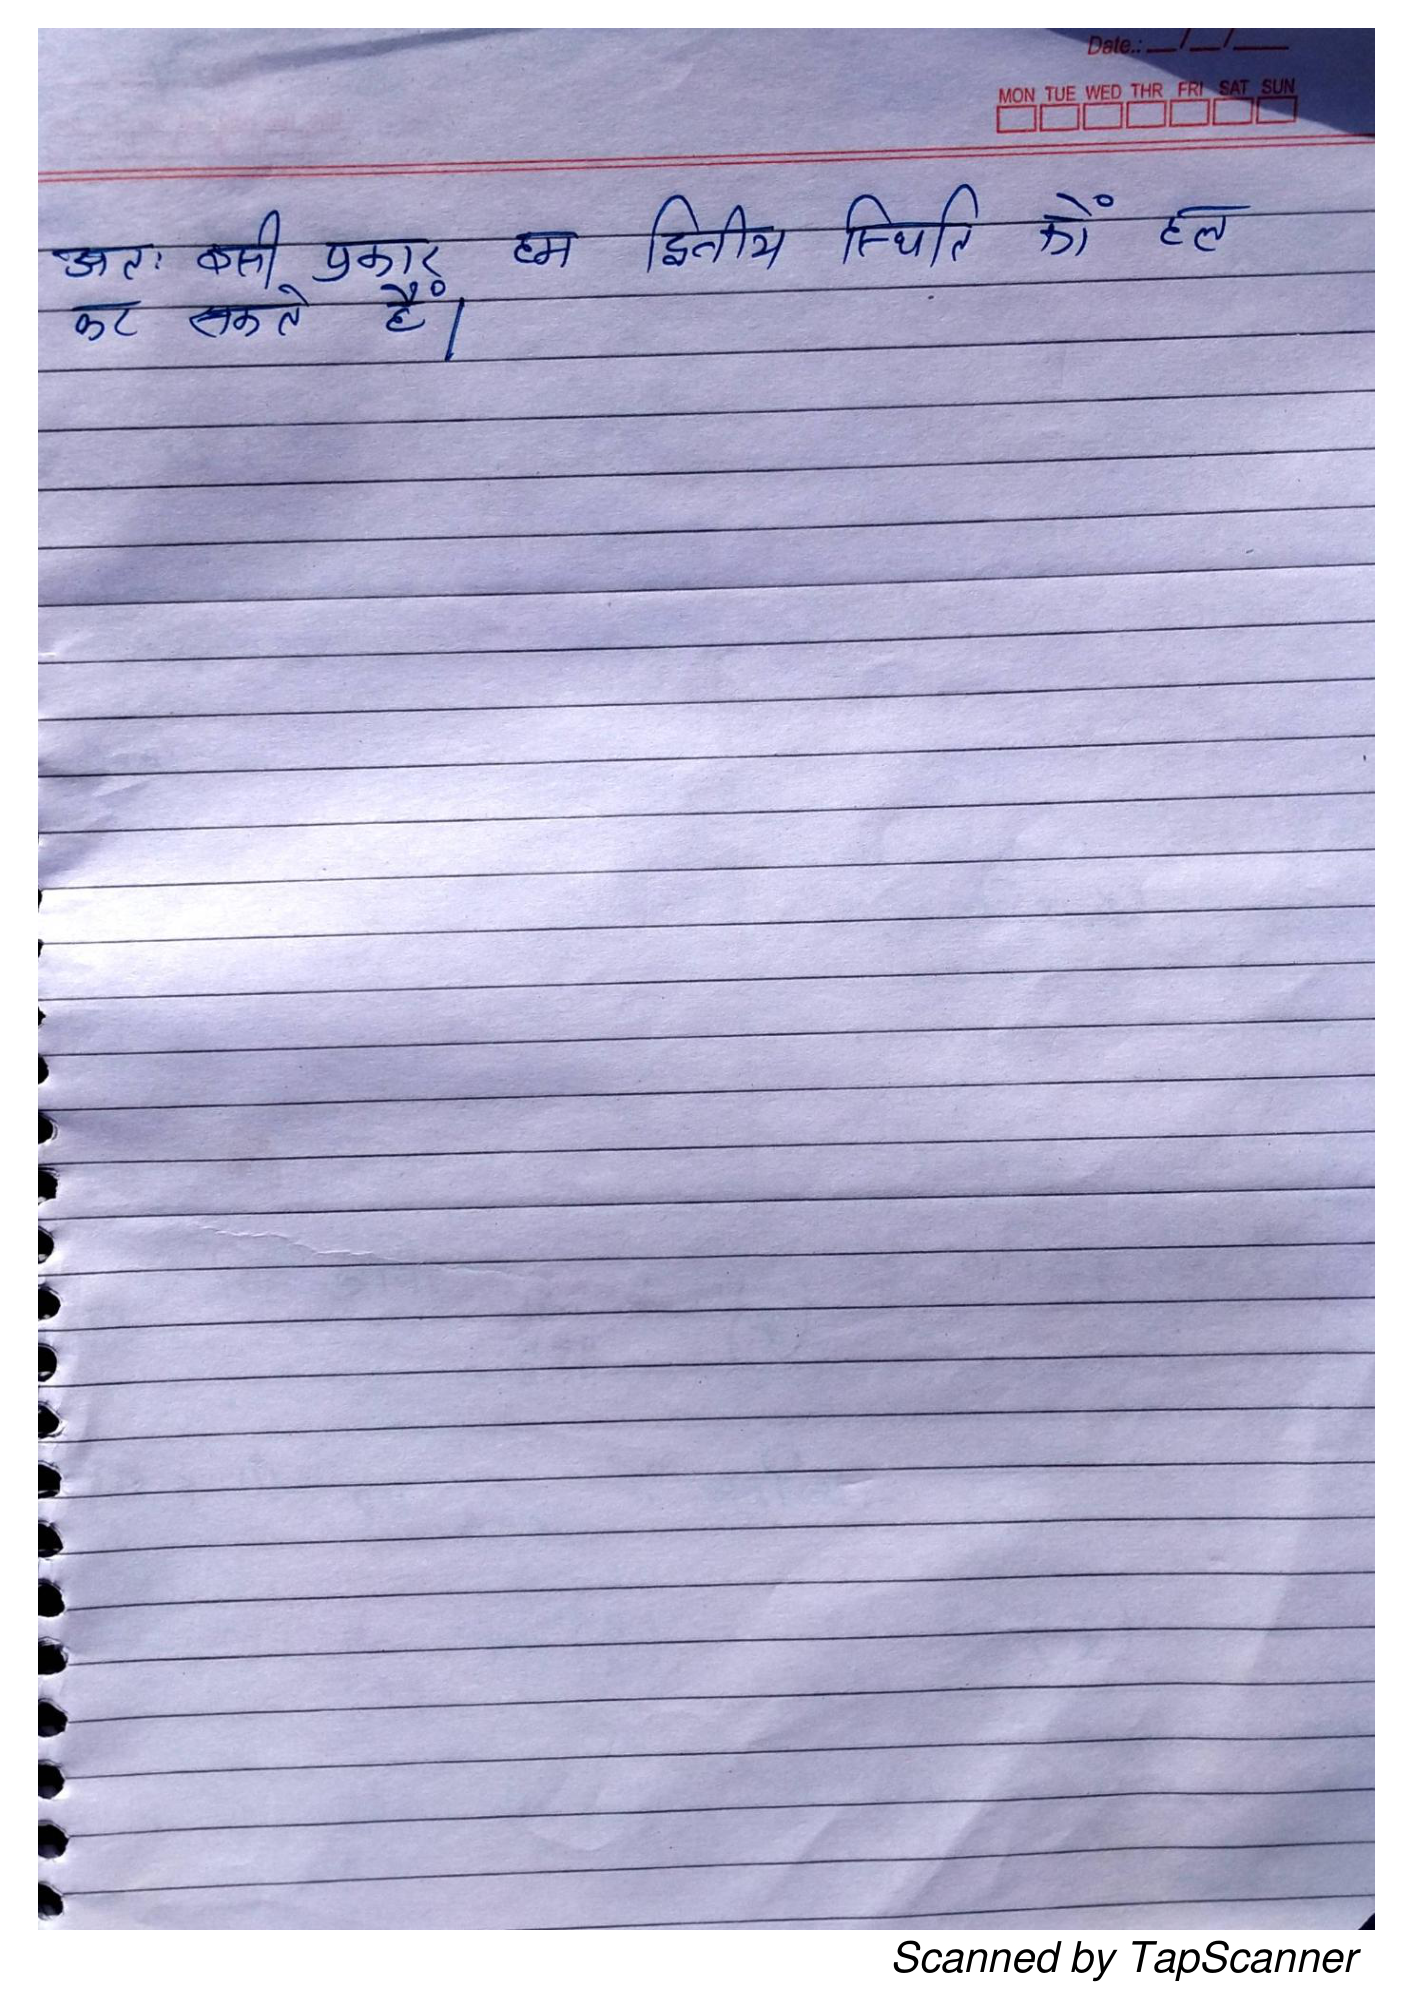 Date.: __/__/__
MON TUE WED THR FRI SAT SUN
अतः बसी प्रकार हम द्वितीय स्थिति कों हल
कर सकते हैं।
Scanned by TapScanner